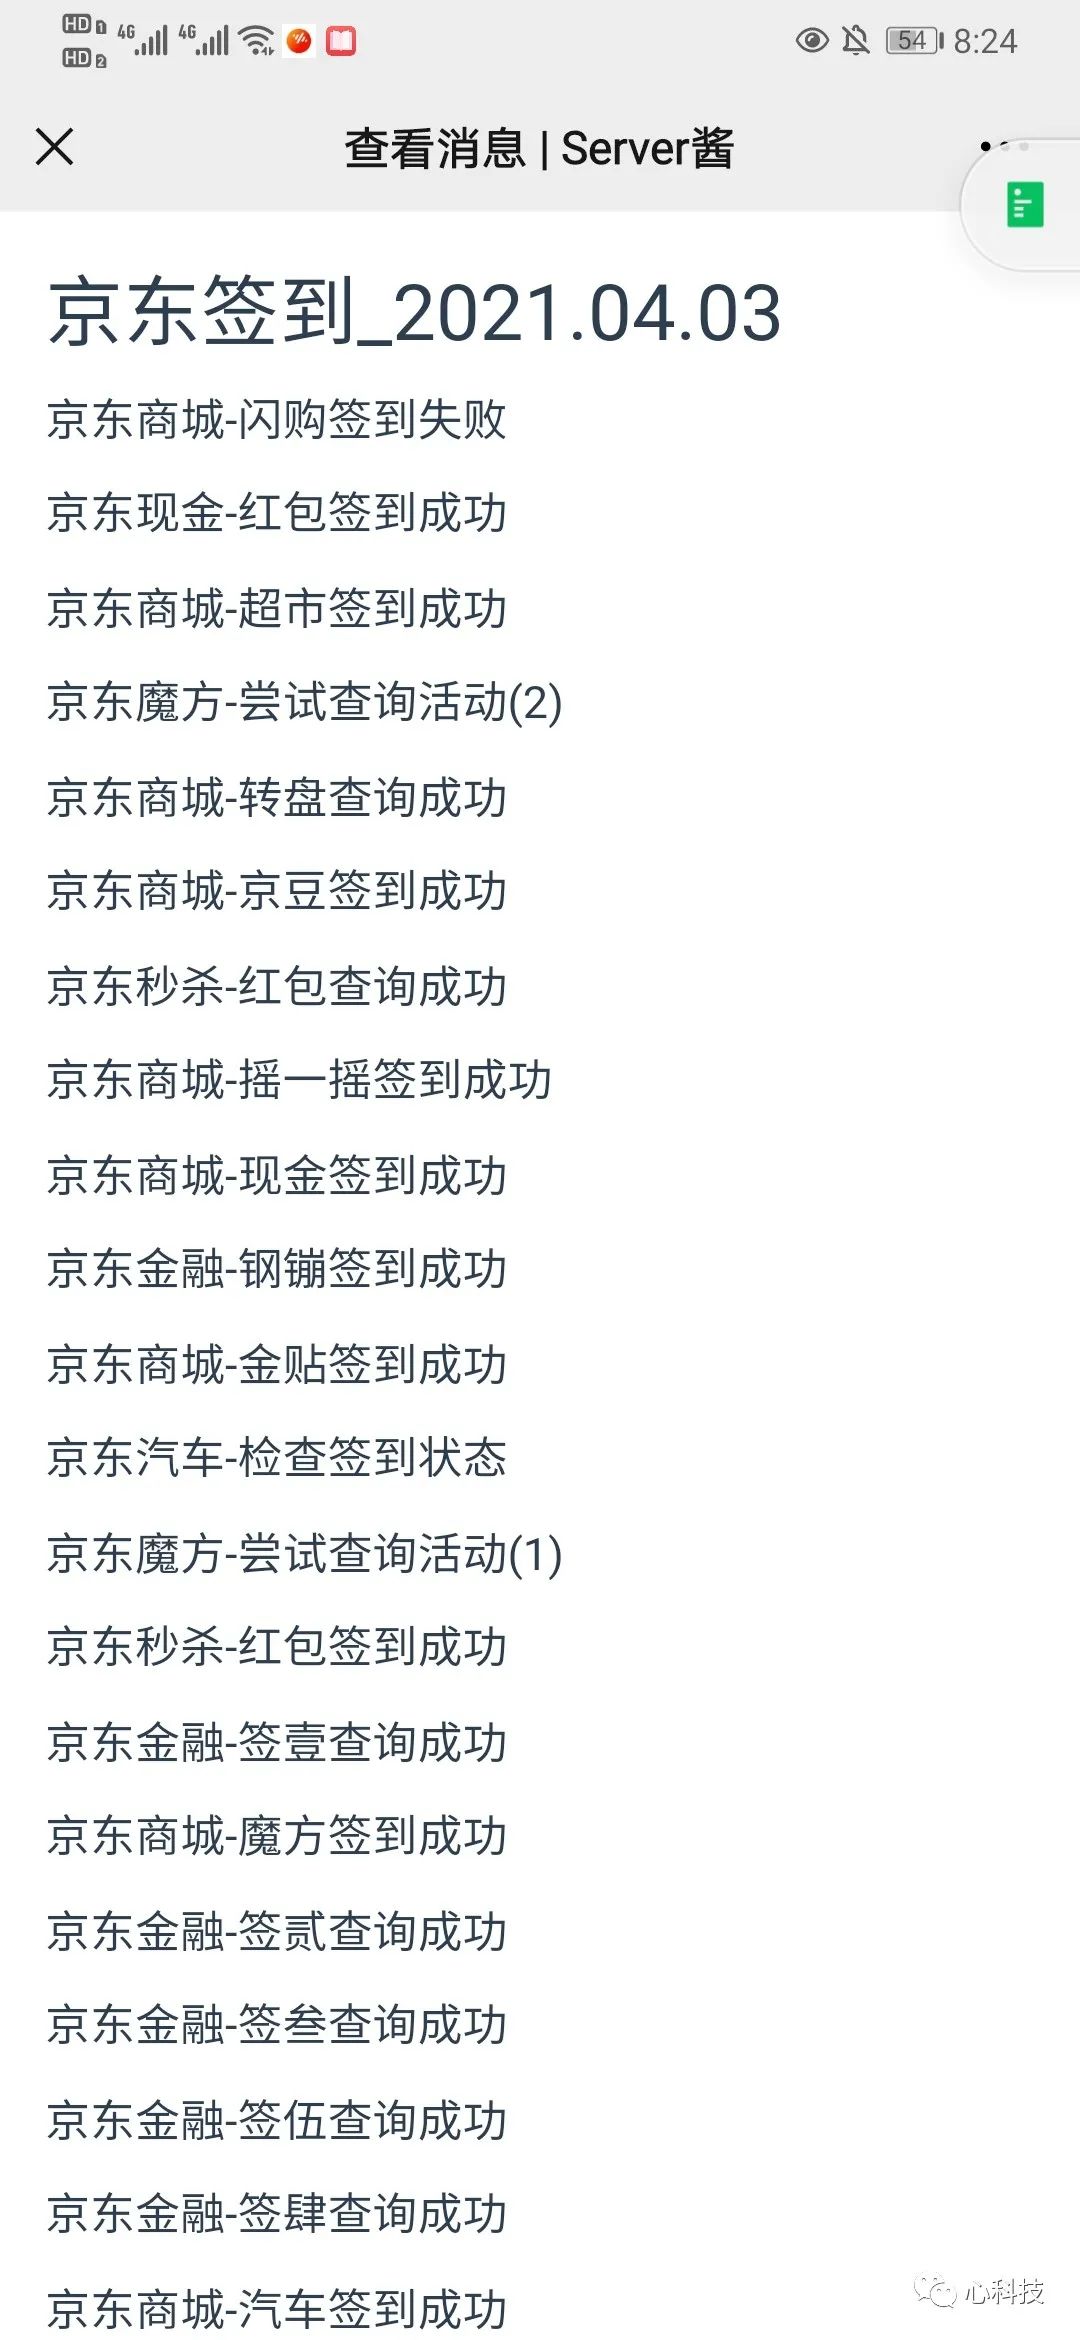 HD 1 4G 4G 54 8:24
HD 2
查看消息 | Server酱
京东签到_2021.04.03
京东商城-闪购签到失败
京东现金-红包签到成功
京东商城-超市签到成功
京东魔方-尝试查询活动(2)
京东商城-转盘查询成功
京东商城-京豆签到成功
京东秒杀-红包查询成功
京东商城-摇一摇签到成功
京东商城-现金签到成功
京东金融-钢镚签到成功
京东商城-金贴签到成功
京东汽车-检查签到状态
京东魔方-尝试查询活动(1)
京东秒杀-红包签到成功
京东金融-签壹查询成功
京东商城-魔方签到成功
京东金融-签贰查询成功
京东金融-签叁查询成功
京东金融-签伍查询成功
京东金融-签肆查询成功
京东商城-汽车签到成功
心科技